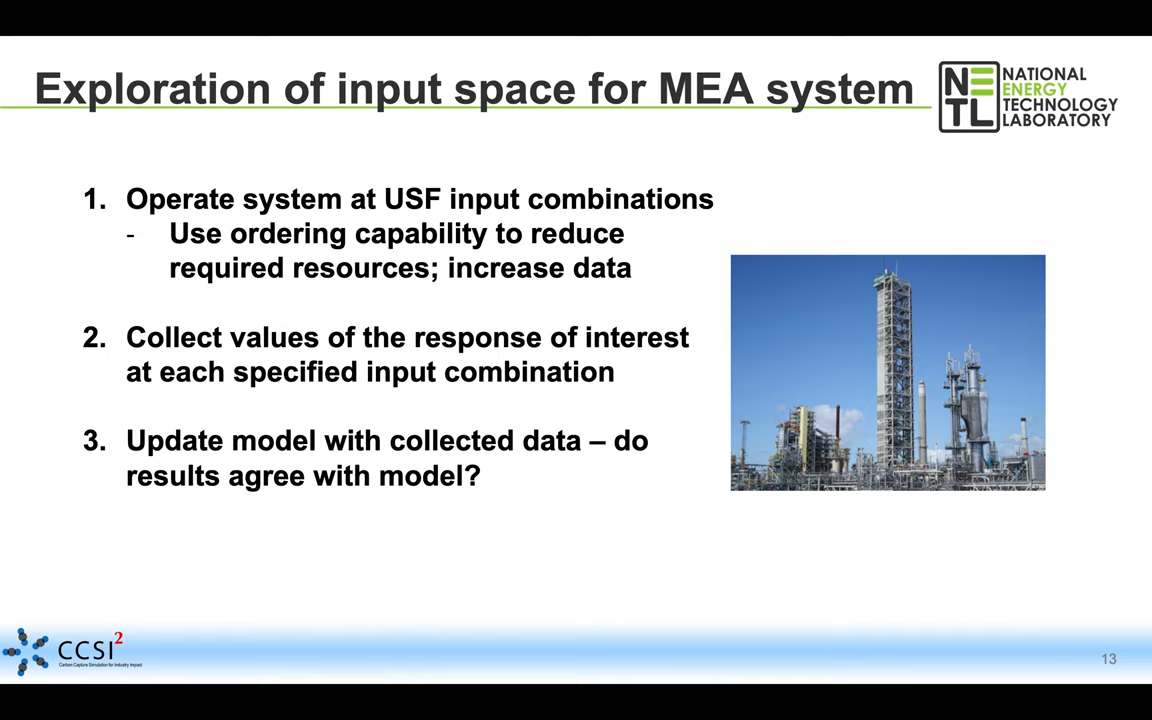 Exploration of input space for MEA system
NATIONAL
ENERGY
TECHNOLOGY
LABORATORY
NE
TL
1. Operate system at USF input combinations
- Use ordering capability to reduce
required resources; increase data
2. Collect values of the response of interest
at each specified input combination
3. Update model with collected data – do
results agree with model?
CCSI2
Carbon Capture Simulation for Industry Impact
13